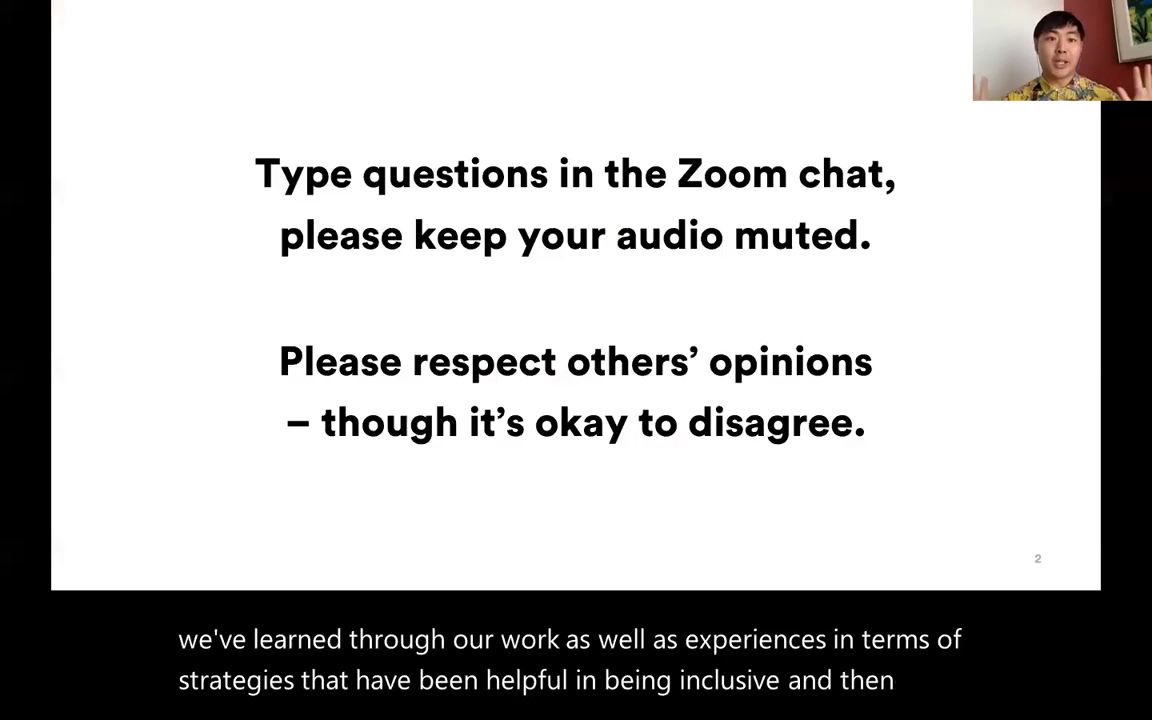 Type questions in the Zoom chat,
please keep your audio muted.
Please respect others’ opinions
– though it’s okay to disagree.
2
we've learned through our work as well as experiences in terms of
strategies that have been helpful in being inclusive and then